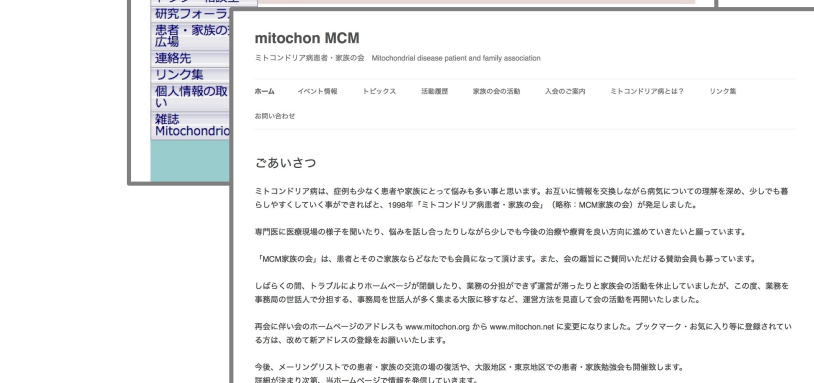 研究フォーラ
患者・家族の
広場
連絡先
リンク集
個人情報の取
い
雑誌
Mitochondrio
mitochon MCM
ミトコンドリア病患者・家族の会 Mitochondrial disease patient and family association
ホーム イベント情報 トピックス 活動履歴 家族の会の活動 入会のご案内 ミトコンドリア病とは？ リンク集
お問い合わせ
ごあいさつ
ミトコンドリア病は、症例も少なく患者や家族にとって悩みも多い事と思います。お互いに情報を交換しながら病気についての理解を深め、少しでも暮
らしやすくしていく事ができればと、1998年「ミトコンドリア病患者・家族の会」（略称：MCM家族の会）が発足しました。
専門医に医療現場の様子を聞いたり、悩みを話し合ったりしながら少しでも今後の治療や療育を良い方向に進めていきたいと願っています。
「MCM家族の会」は、患者とそのご家族ならどなたでも会員になって頂けます。また、会の趣旨にご賛同いただける賛助会員も募っています。
しばらくの間、トラブルによりホームページが閉鎖したり、業務の分担ができず運営が滞ったりと家族会の活動を休止していましたが、この度、業務を
事務局の世話人で分担する、事務局を世話人が多く集まる大阪に移すなど、運営方法を見直して会の活動を再開いたしました。
再会に伴い会のホームページのアドレスも www.mitochon.org から www.mitochon.net に変更になりました。ブックマーク・お気に入り等に登録されてい
る方は、改めて新アドレスの登録をお願いいたします。
今後、メーリングリストでの患者・家族の交流の場の復活や、大阪地区・東京地区での患者・家族勉強会も開催致します。
詳細が決まり次第、当ホームページで情報を発信していきます。